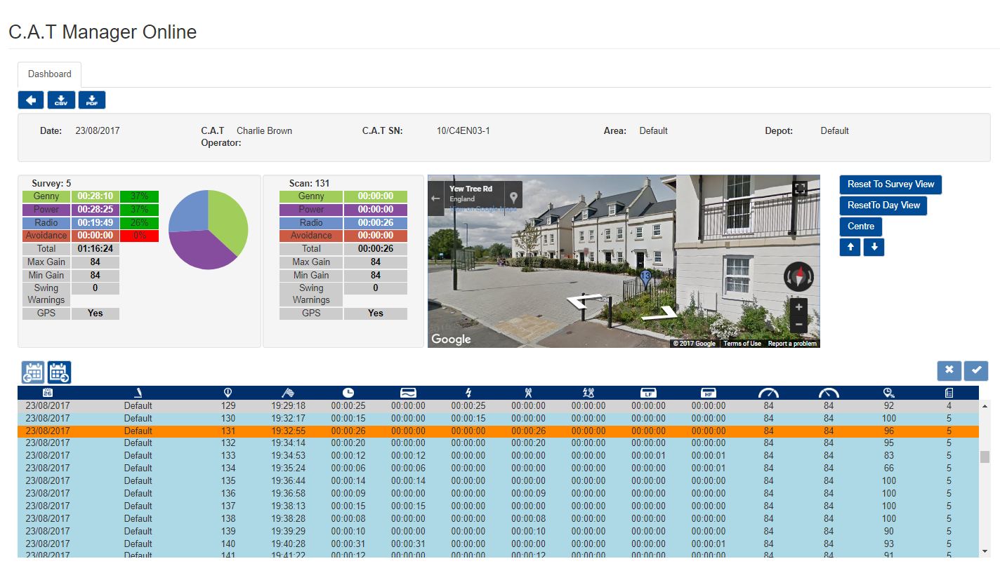 C.A.T Manager Online
Dashboard
CSV PDF
Date: 23/08/2017 C.A.T Operator: Charlie Brown C.A.T SN: 10/C4EN03-1 Area: Default Depot: Default
Survey: 5
Genny 00:28:10 37%
Power 00:28:25 37%
Radio 00:19:49 26%
Avoidance 00:00:00 0%
Total 01:16:24
Max Gain 84
Min Gain 84
Swing Warnings 0
GPS Yes
Scan: 131
Genny 00:00:00
Power 00:00:00
Radio 00:00:26
Avoidance 00:00:00
Total 00:00:26
Max Gain 84
Min Gain 84
Swing Warnings 0
GPS Yes
Yew Tree Rd
England
View on Google Maps
13
Google
© 2017 Google Terms of Use Report a problem
Reset To Survey View
ResetTo Day View
Centre
26 LF HF %
23/08/2017 Default 129 19:29:18 00:00:25 00:00:00 00:00:25 00:00:00 00:00:00 00:00:00 00:00:00 84 84 92 4
23/08/2017 Default 130 19:32:17 00:00:15 00:00:00 00:00:15 00:00:00 00:00:00 00:00:00 00:00:00 84 84 100 5
23/08/2017 Default 131 19:32:55 00:00:26 00:00:00 00:00:00 00:00:26 00:00:00 00:00:00 00:00:00 84 84 96 5
23/08/2017 Default 132 19:34:14 00:00:20 00:00:00 00:00:00 00:00:20 00:00:00 00:00:00 00:00:00 84 84 95 5
23/08/2017 Default 133 19:34:53 00:00:12 00:00:12 00:00:00 00:00:00 00:00:00 00:00:01 00:00:01 84 84 83 5
23/08/2017 Default 134 19:35:24 00:00:06 00:00:06 00:00:00 00:00:00 00:00:00 00:00:00 00:00:01 84 84 66 5
23/08/2017 Default 135 19:36:44 00:00:14 00:00:14 00:00:00 00:00:00 00:00:00 00:00:00 00:00:00 84 84 100 5
23/08/2017 Default 136 19:36:58 00:00:09 00:00:00 00:00:00 00:00:09 00:00:00 00:00:00 00:00:00 84 84 100 5
23/08/2017 Default 137 19:38:13 00:00:15 00:00:15 00:00:00 00:00:00 00:00:00 00:00:00 00:00:00 84 84 100 5
23/08/2017 Default 138 19:38:28 00:00:08 00:00:00 00:00:00 00:00:08 00:00:00 00:00:00 00:00:00 84 84 100 5
23/08/2017 Default 139 19:39:29 00:00:10 00:00:00 00:00:00 00:00:10 00:00:00 00:00:00 00:00:00 84 84 90 5
23/08/2017 Default 140 19:40:28 00:00:31 00:00:31 00:00:00 00:00:00 00:00:00 00:00:00 00:00:01 84 84 93 5
23/08/2017 Default 141 19:41:22 00:00:12 00:00:00 00:00:00 00:00:12 00:00:00 00:00:00 00:00:00 84 84 91 5